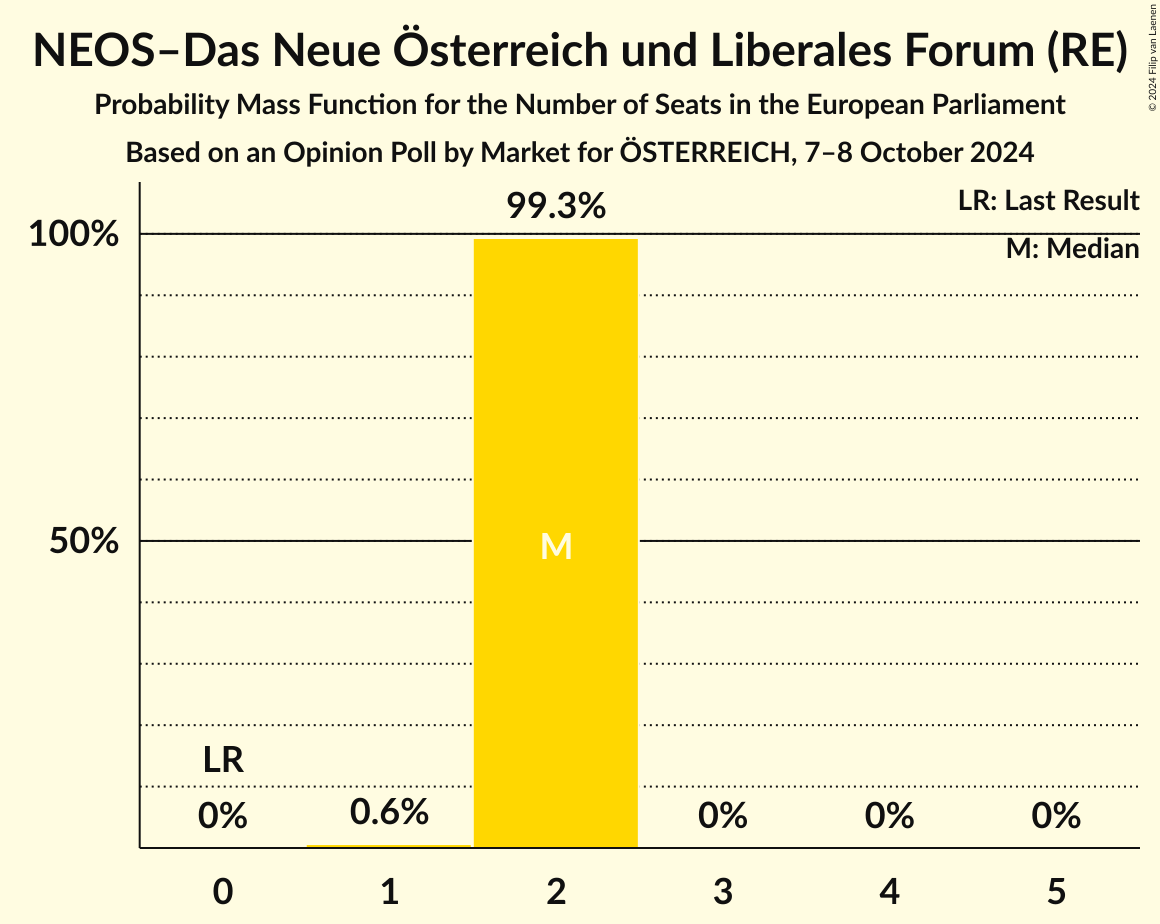 NEOS–Das Neue Österreich und Liberales Forum (RE)
Probability Mass Function for the Number of Seats in the European Parliament
Based on an Opinion Poll by Market for ÖSTERREICH, 7–8 October 2024
© 2024 Filip van Laenen
LR: Last Result
M: Median
99.3%
100%
50%
M
LR
0%
0.6%
0%
0%
0%
0
1
2
3
4
5